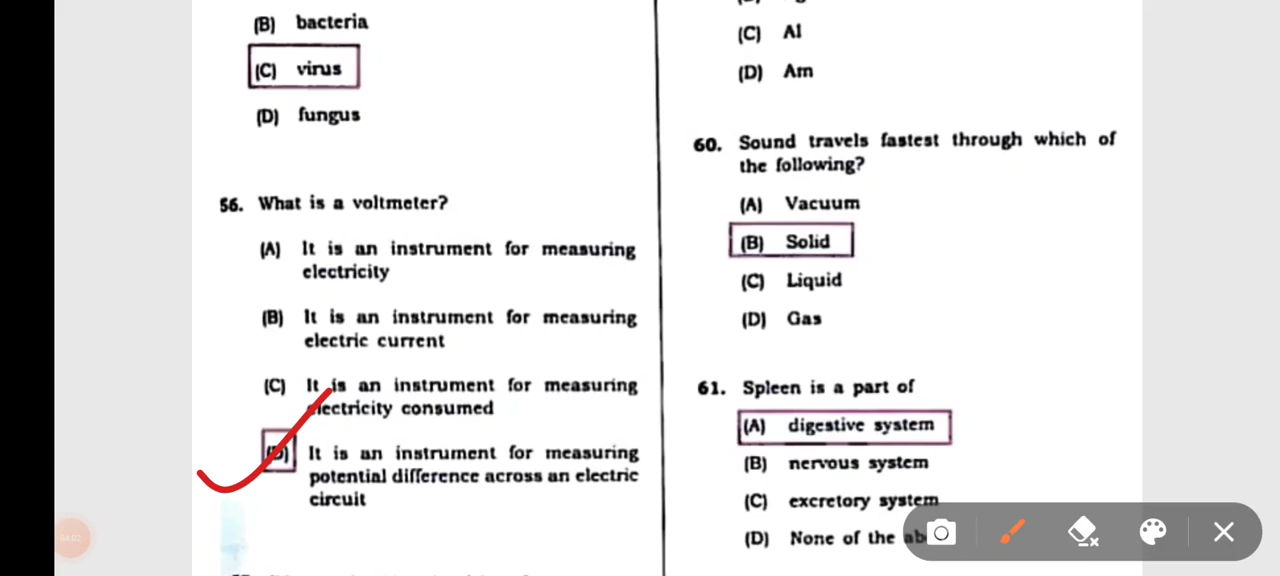 (B) bacteria
(C) virus
(D) fungus
56. What is a voltmeter?
(A) It is an instrument for measuring
electricity
(B) It is an instrument for measuring
electric current
(C) It is an instrument for measuring
electricity consumed
(D) It is an instrument for measuring
potential difference across an electric
circuit
(C) Al
(D) Am
60. Sound travels fastest through which of
the following?
(A) Vacuum
(B) Solid
(C) Liquid
(D) Gas
61. Spleen is a part of
(A) digestive system
(B) nervous system
(C) excretory system
(D) None of the